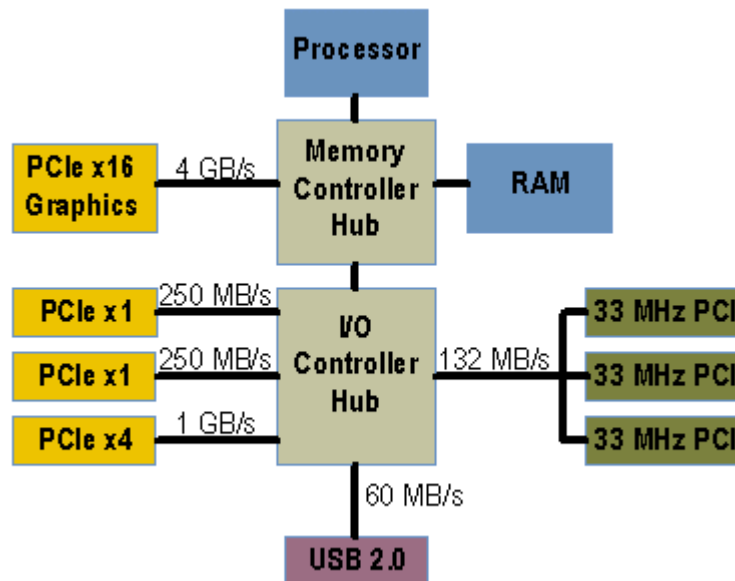 Processor
PCIe x16
Graphics
4 GB/s
Memory
Controller
Hub
RAM
PCIe x1
250 MB/s
I/O
Controller
Hub
33 MHz PCI
PCIe x1
250 MB/s
132 MB/s
33 MHz PCI
PCIe x4
1 GB/s
33 MHz PCI
60 MB/s
USB 2.0